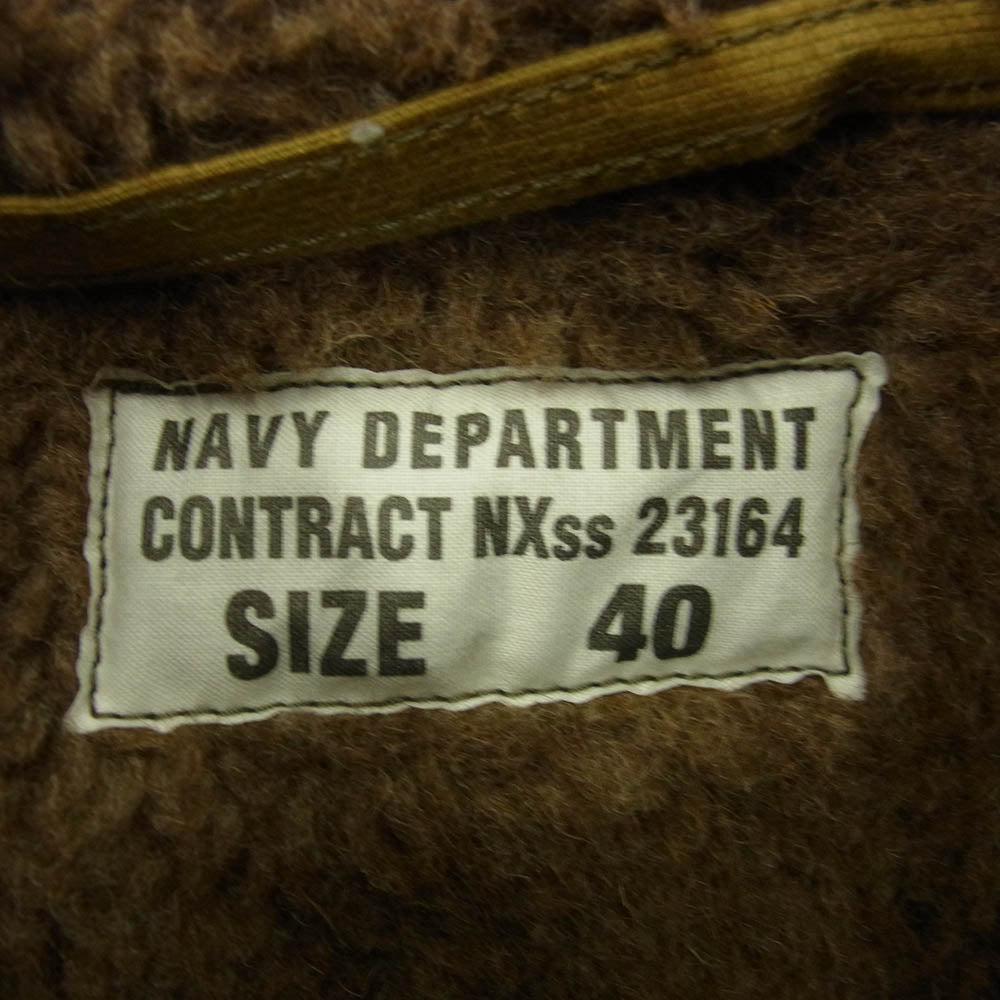 NAVY DEPARTMENT
CONTRACT NXss 23164
SIZE 40